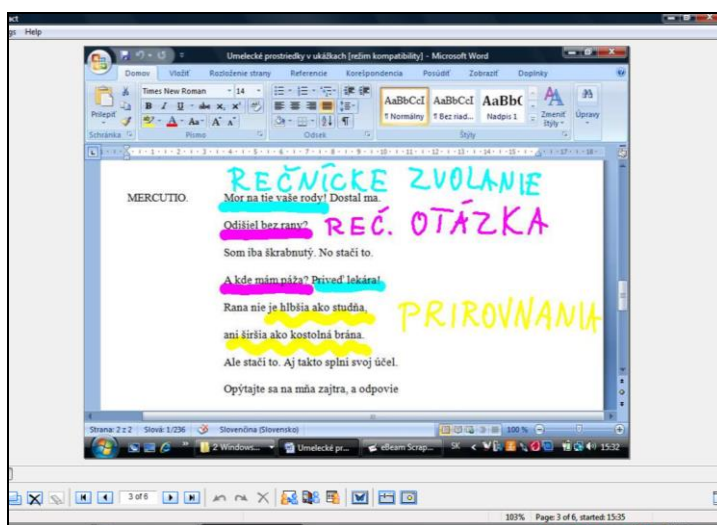 act
gs Help
Umelecké prostriedky v ukážkach [režim kompatibility] - Microsoft Word
Domov Vložiť Rozloženie strany Referencie Korešpondencia Posúdiť Zobraziť Doplnky
Prilepiť
Times New Roman 14
AaBbCcI AaBbCcI AaBbC
¶ Normálny ¶ Bez riad... Nadpis 1
Zmeniť štýly
Úpravy
Schránka Písmo Odsek Štýly
REČNÍCKE ZVOLANIE
MERCUTIO. Mor na tie vaše rody! Dostal ma.
Odišiel bez rany? REČ. OTÁZKA
Som iba škrabnutý. No stačí to.
A kde mám páža? Priveď lekára!
Rana nie je hlbšia ako studňa,
PRIROVNANIA
ani širšia ako kostolná brána.
Ale stačí to. Aj takto splní svoj účel.
Opýtajte sa na mňa zajtra, a odpovie
Strana: 2 z 2 Slová: 1/236 Slovenčina (Slovensko) 100 %
2 Windows... Umelecké pr... eBeam Scrap... SK 15:32
3 of 6
103% Page: 3 of 6, started: 15:35